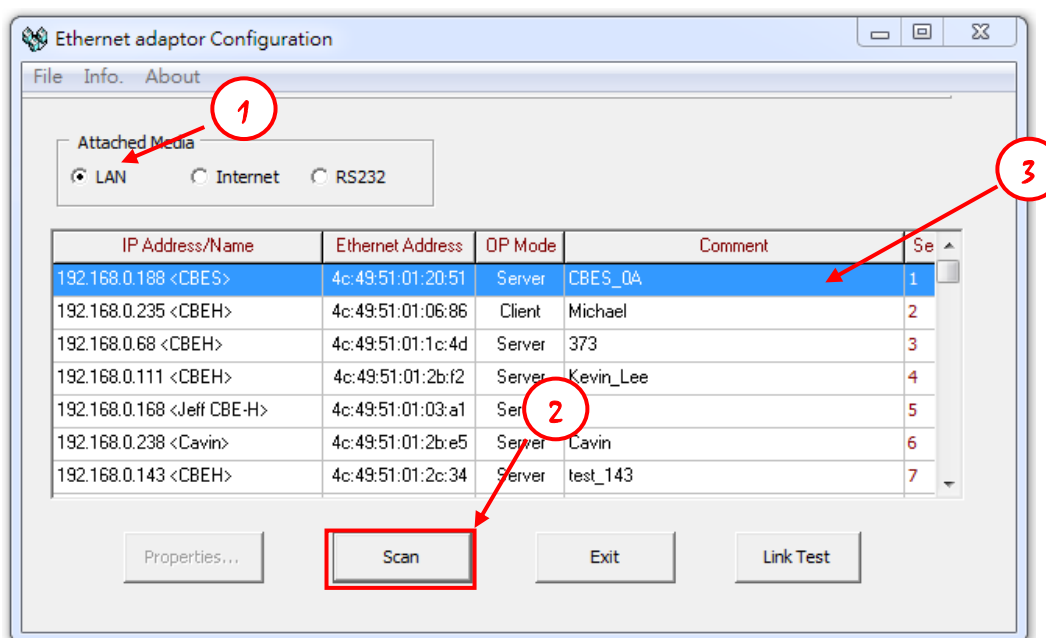 Ethernet adaptor Configuration
File Info. About
1
Attached Media
LAN Internet RS232
3
IP Address/Name Ethernet Address OP Mode Comment Se
192.168.0.188 <CBES> 4c:49:51:01:20:51 Server CBES_0A 1
192.168.0.235 <CBEH> 4c:49:51:01:06:86 Client Michael 2
192.168.0.68 <CBEH> 4c:49:51:01:1c:4d Server 373 3
192.168.0.111 <CBEH> 4c:49:51:01:2b:f2 Server Kevin_Lee 4
192.168.0.168 <Jeff CBE-H> 4c:49:51:01:03:a1 Ser 2 5
192.168.0.238 <Cavin> 4c:49:51:01:2b:e5 Server Cavin 6
192.168.0.143 <CBEH> 4c:49:51:01:2c:34 Server test_143 7
Properties... Scan Exit Link Test